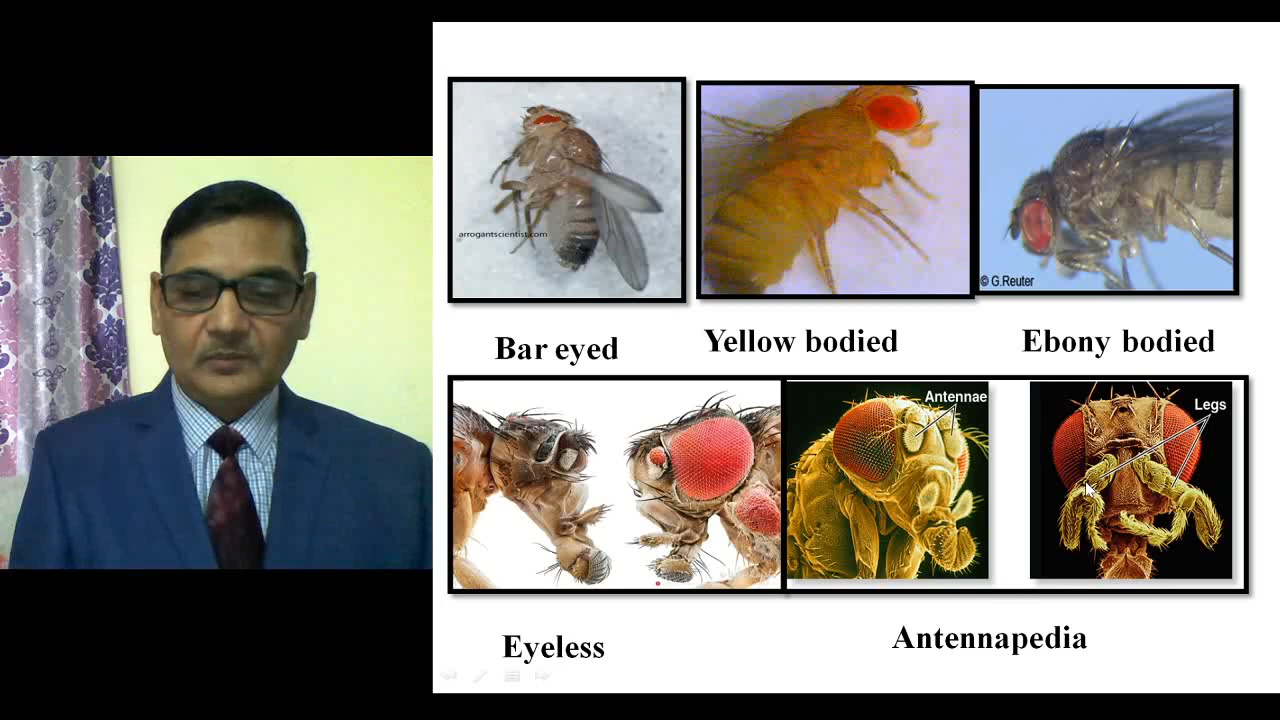 arrogantscientist.com
© G.Reuter
Bar eyed
Yellow bodied
Ebony bodied
Antennae
Legs
Eyeless
Antennapedia